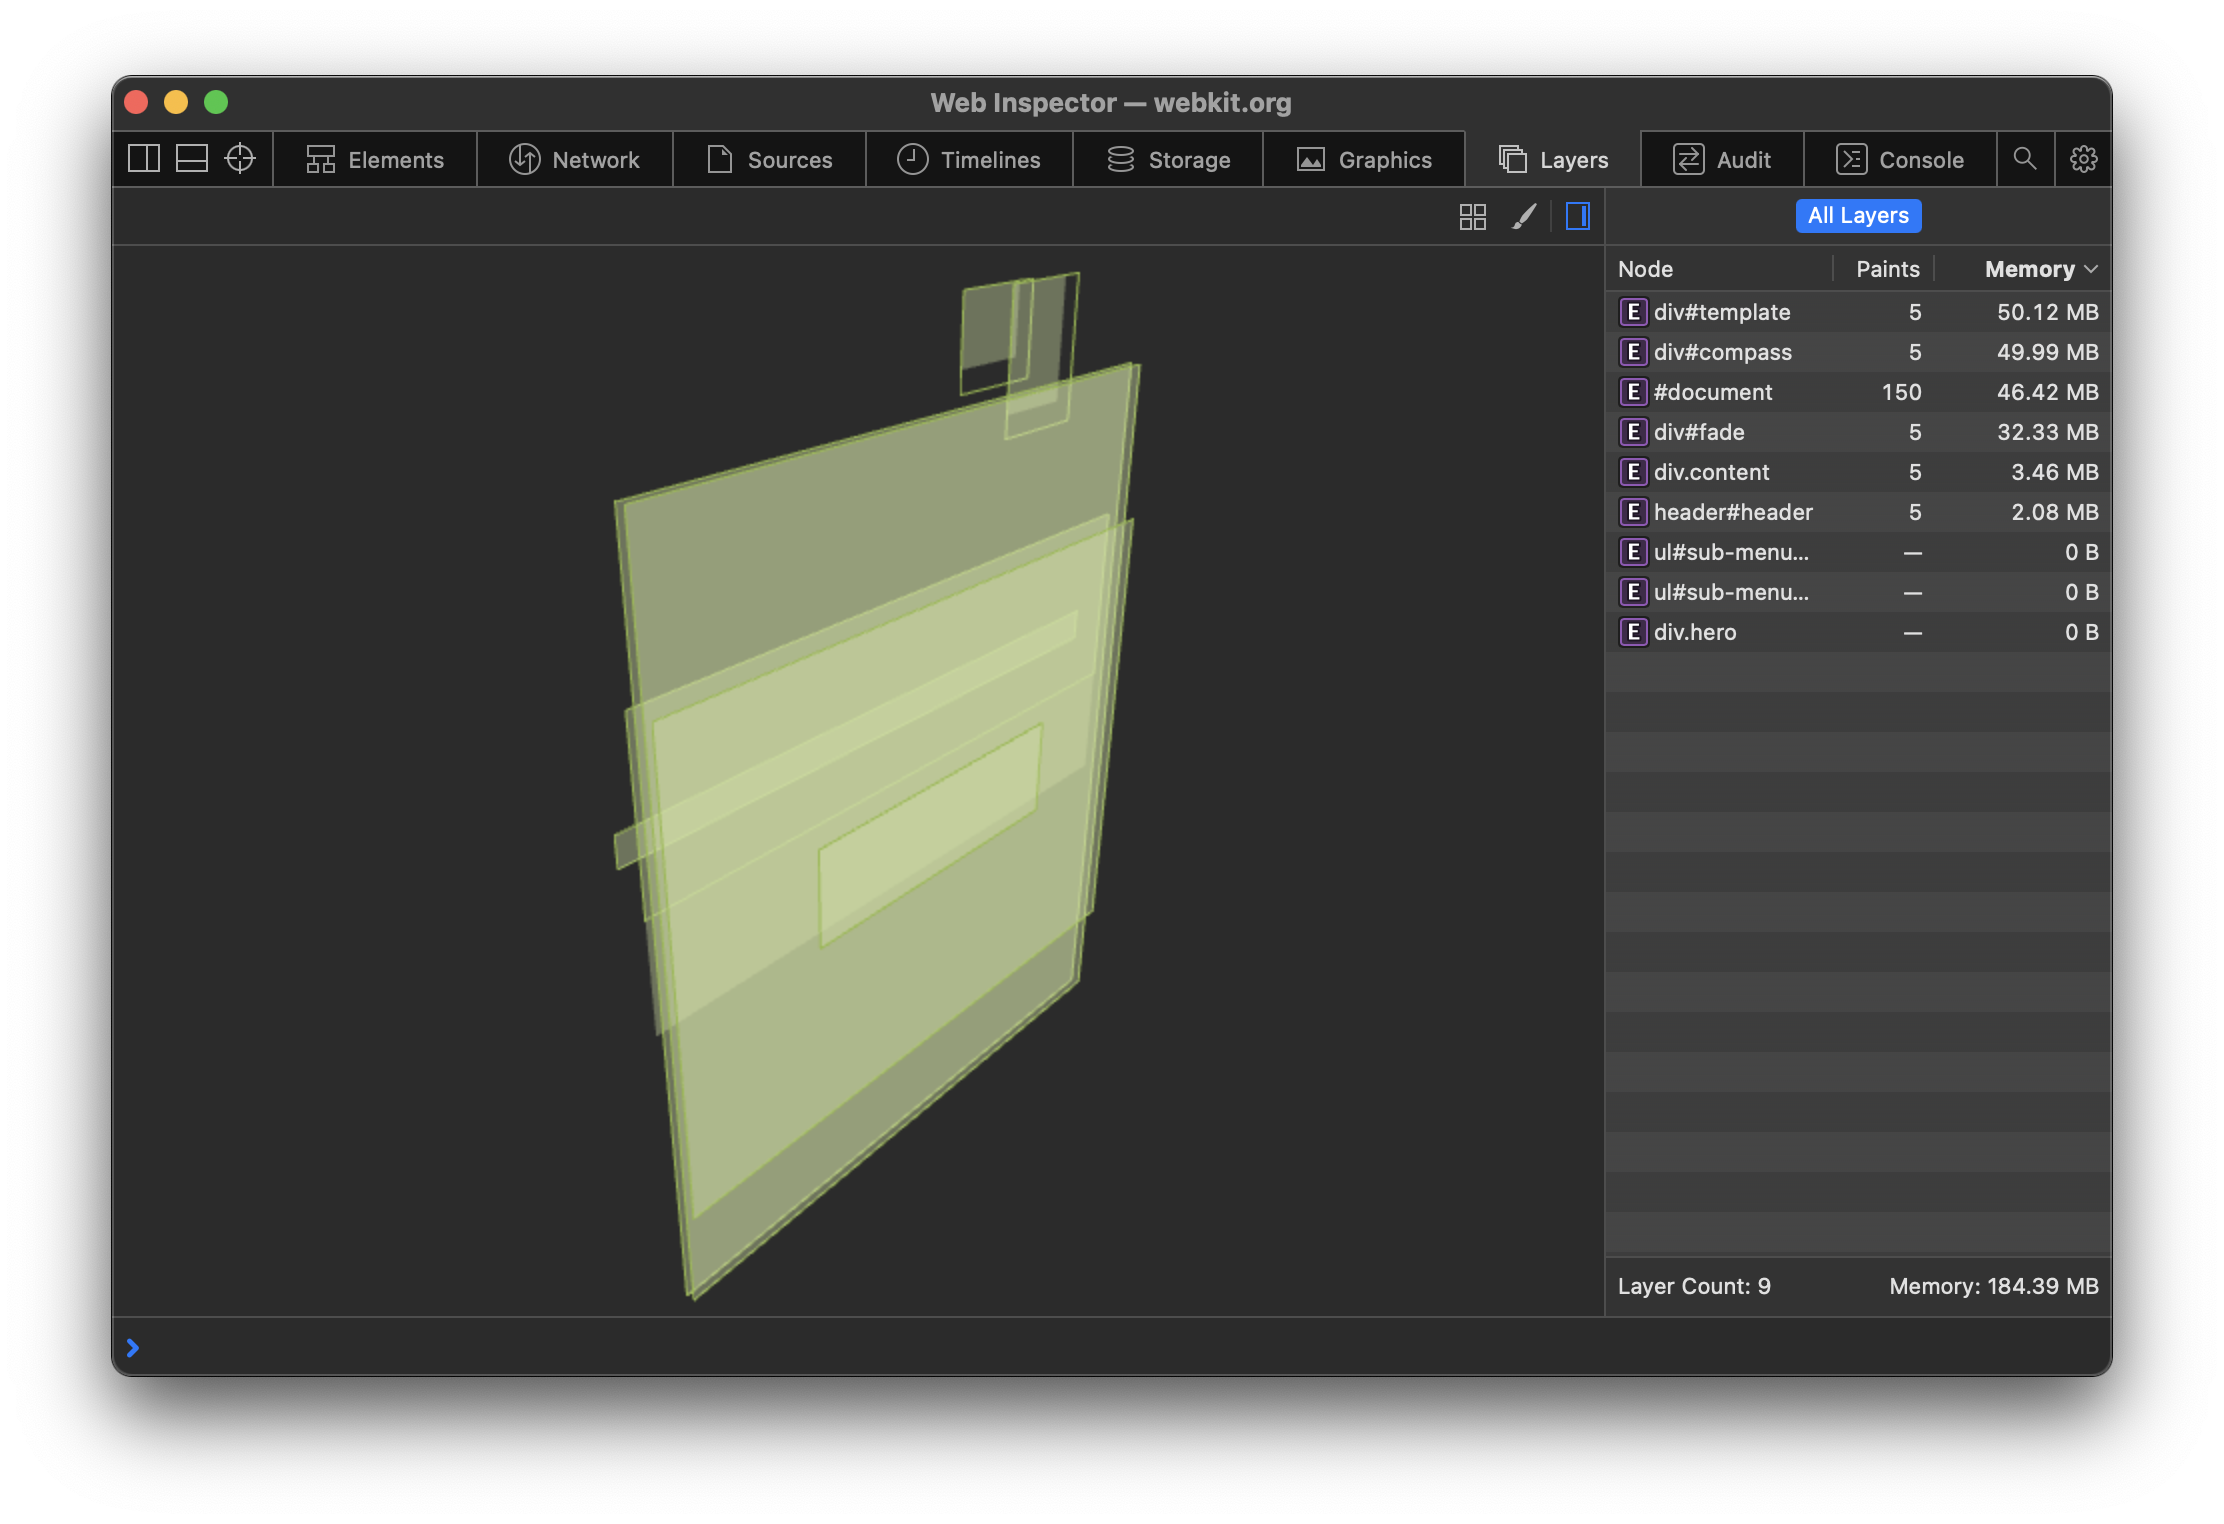 Web Inspector — webkit.org
Elements Network Sources Timelines Storage Graphics Layers Audit Console
All Layers
Node Paints Memory
E div#template 5 50.12 MB
E div#compass 5 49.99 MB
E #document 150 46.42 MB
E div#fade 5 32.33 MB
E div.content 5 3.46 MB
E header#header 5 2.08 MB
E ul#sub-menu... — 0 B
E ul#sub-menu... — 0 B
E div.hero — 0 B
Layer Count: 9 Memory: 184.39 MB